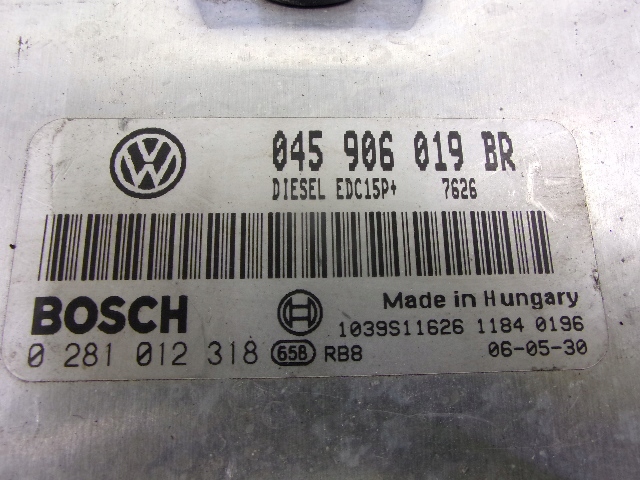 045 906 019 BR
DIESEL EDC15P+ 7626
BOSCH
Made in Hungary
1039S11626 1184 0196
0 281 012 318 65B RB8 06-05-30